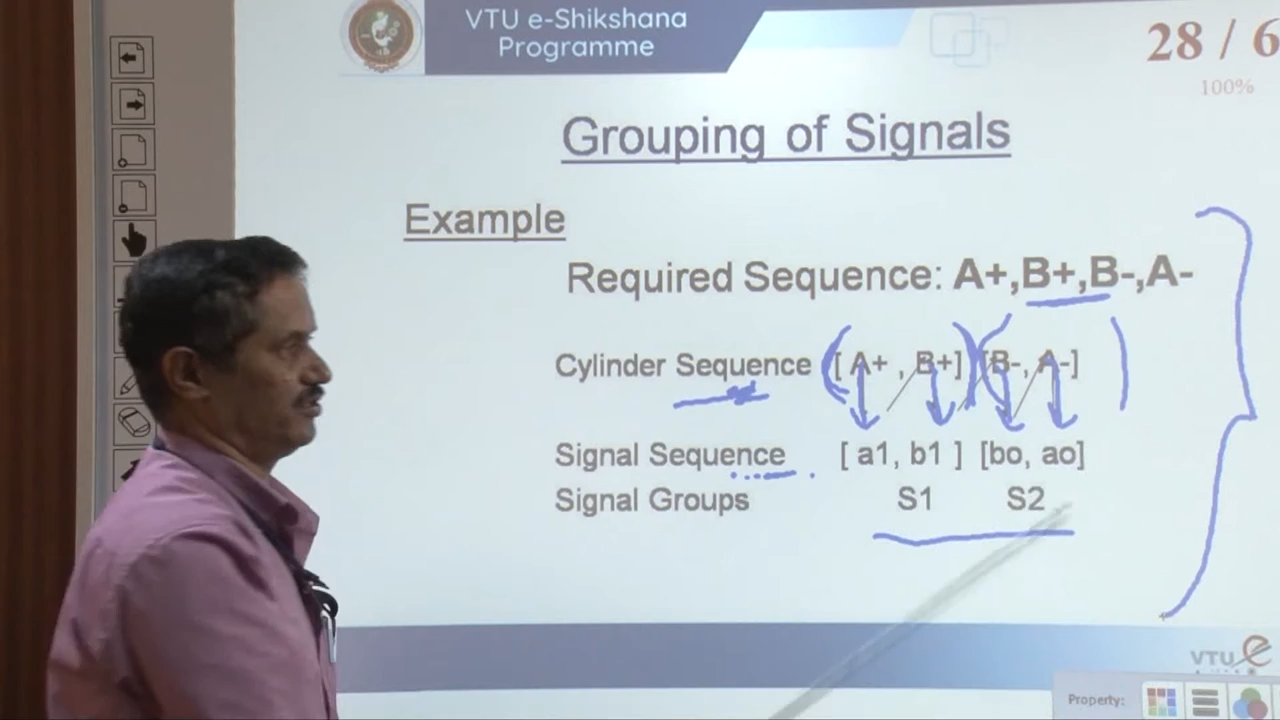 VTU e-Shikshana
Programme
28 / 6
100%
Grouping of Signals
Example
Required Sequence: A+,B+,B-,A-
Cylinder Sequence [ A+ , B+] [B-, A-]
Signal Sequence [ a1, b1 ] [bo, ao]
Signal Groups S1 S2
VTU e
Property: